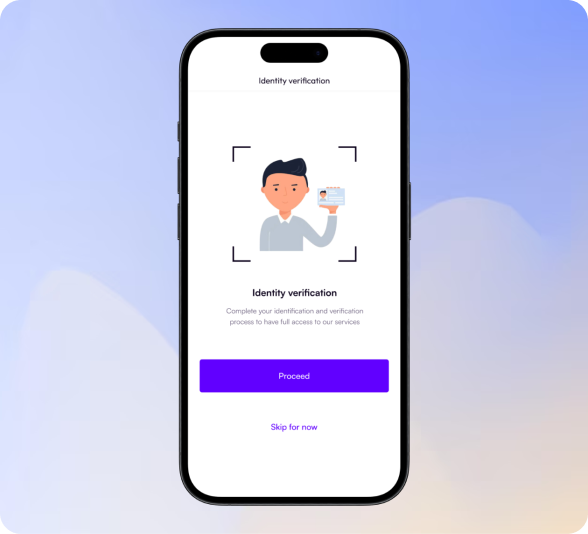 Identity verification
Identity verification
Complete your identification and verification
process to have full access to our services
Proceed
Skip for now